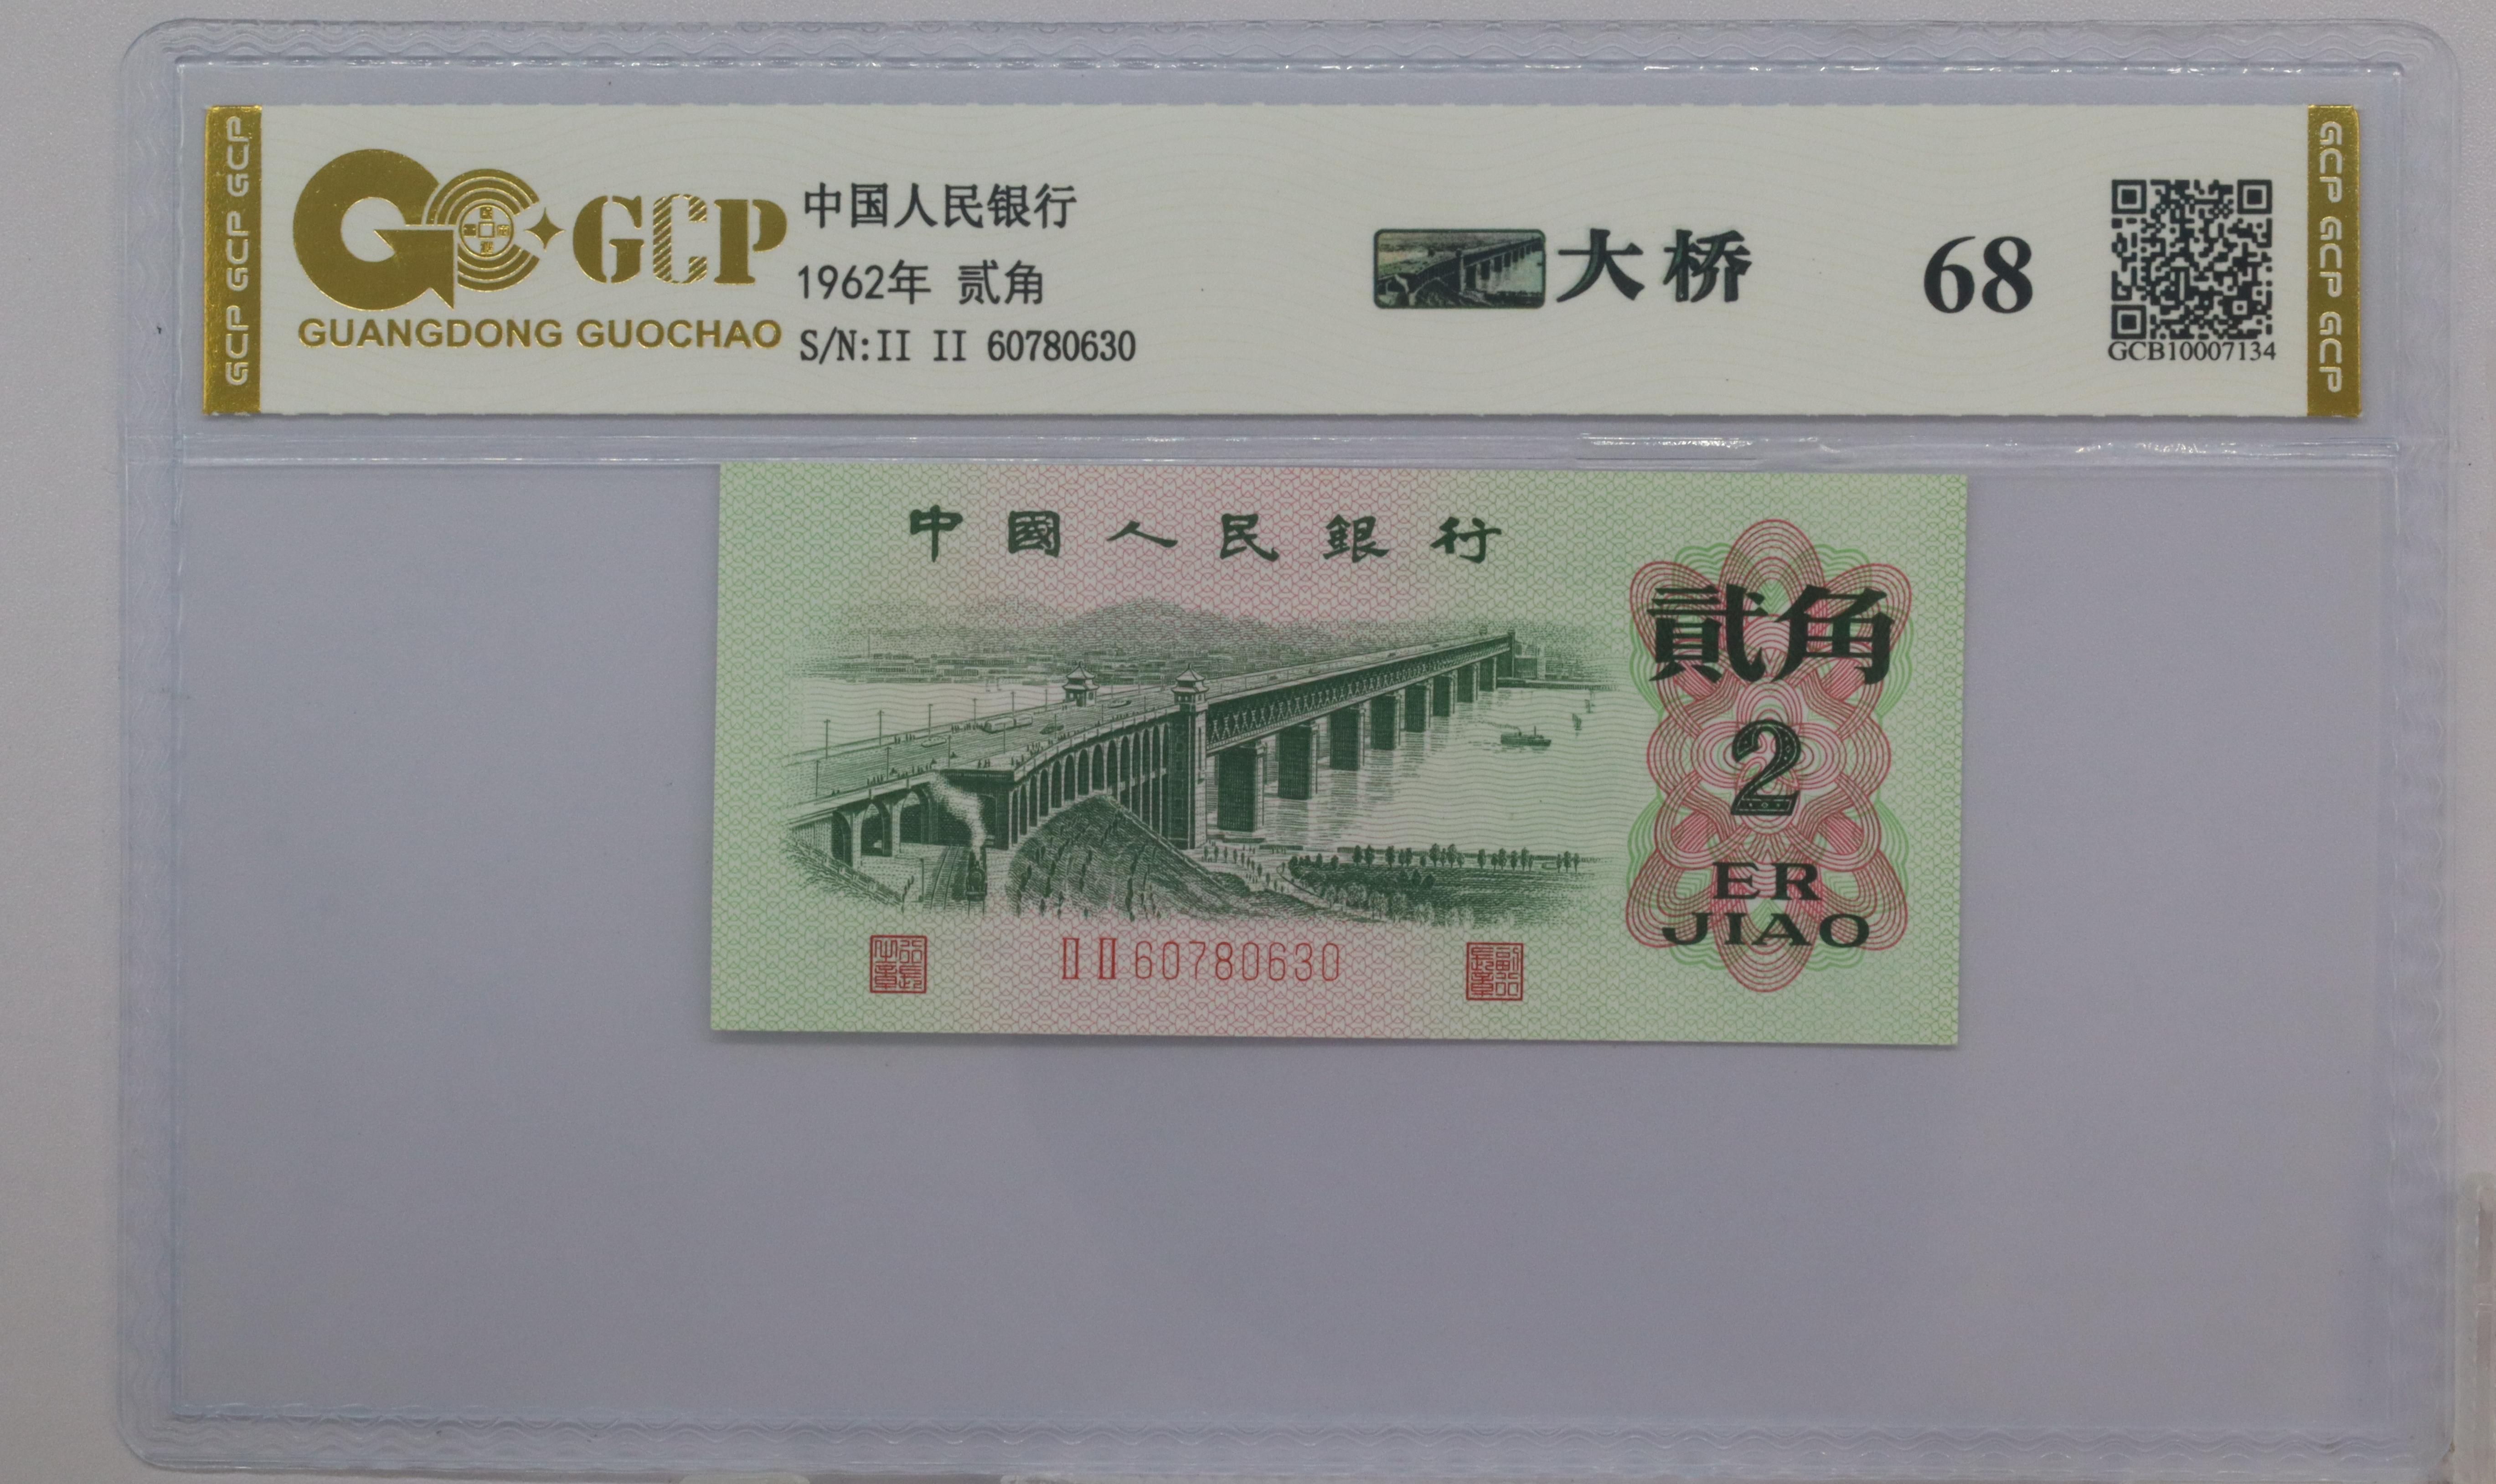 GCP GCP GCP
GCP
GUANGDONG GUOCHAO
中国人民银行
1962年 贰角
S/N:II II 60780630
大桥
68
GCB10007134
GCP GCP GCP
中國人民銀行
貳角
2
ER
JIAO
II II 60780630